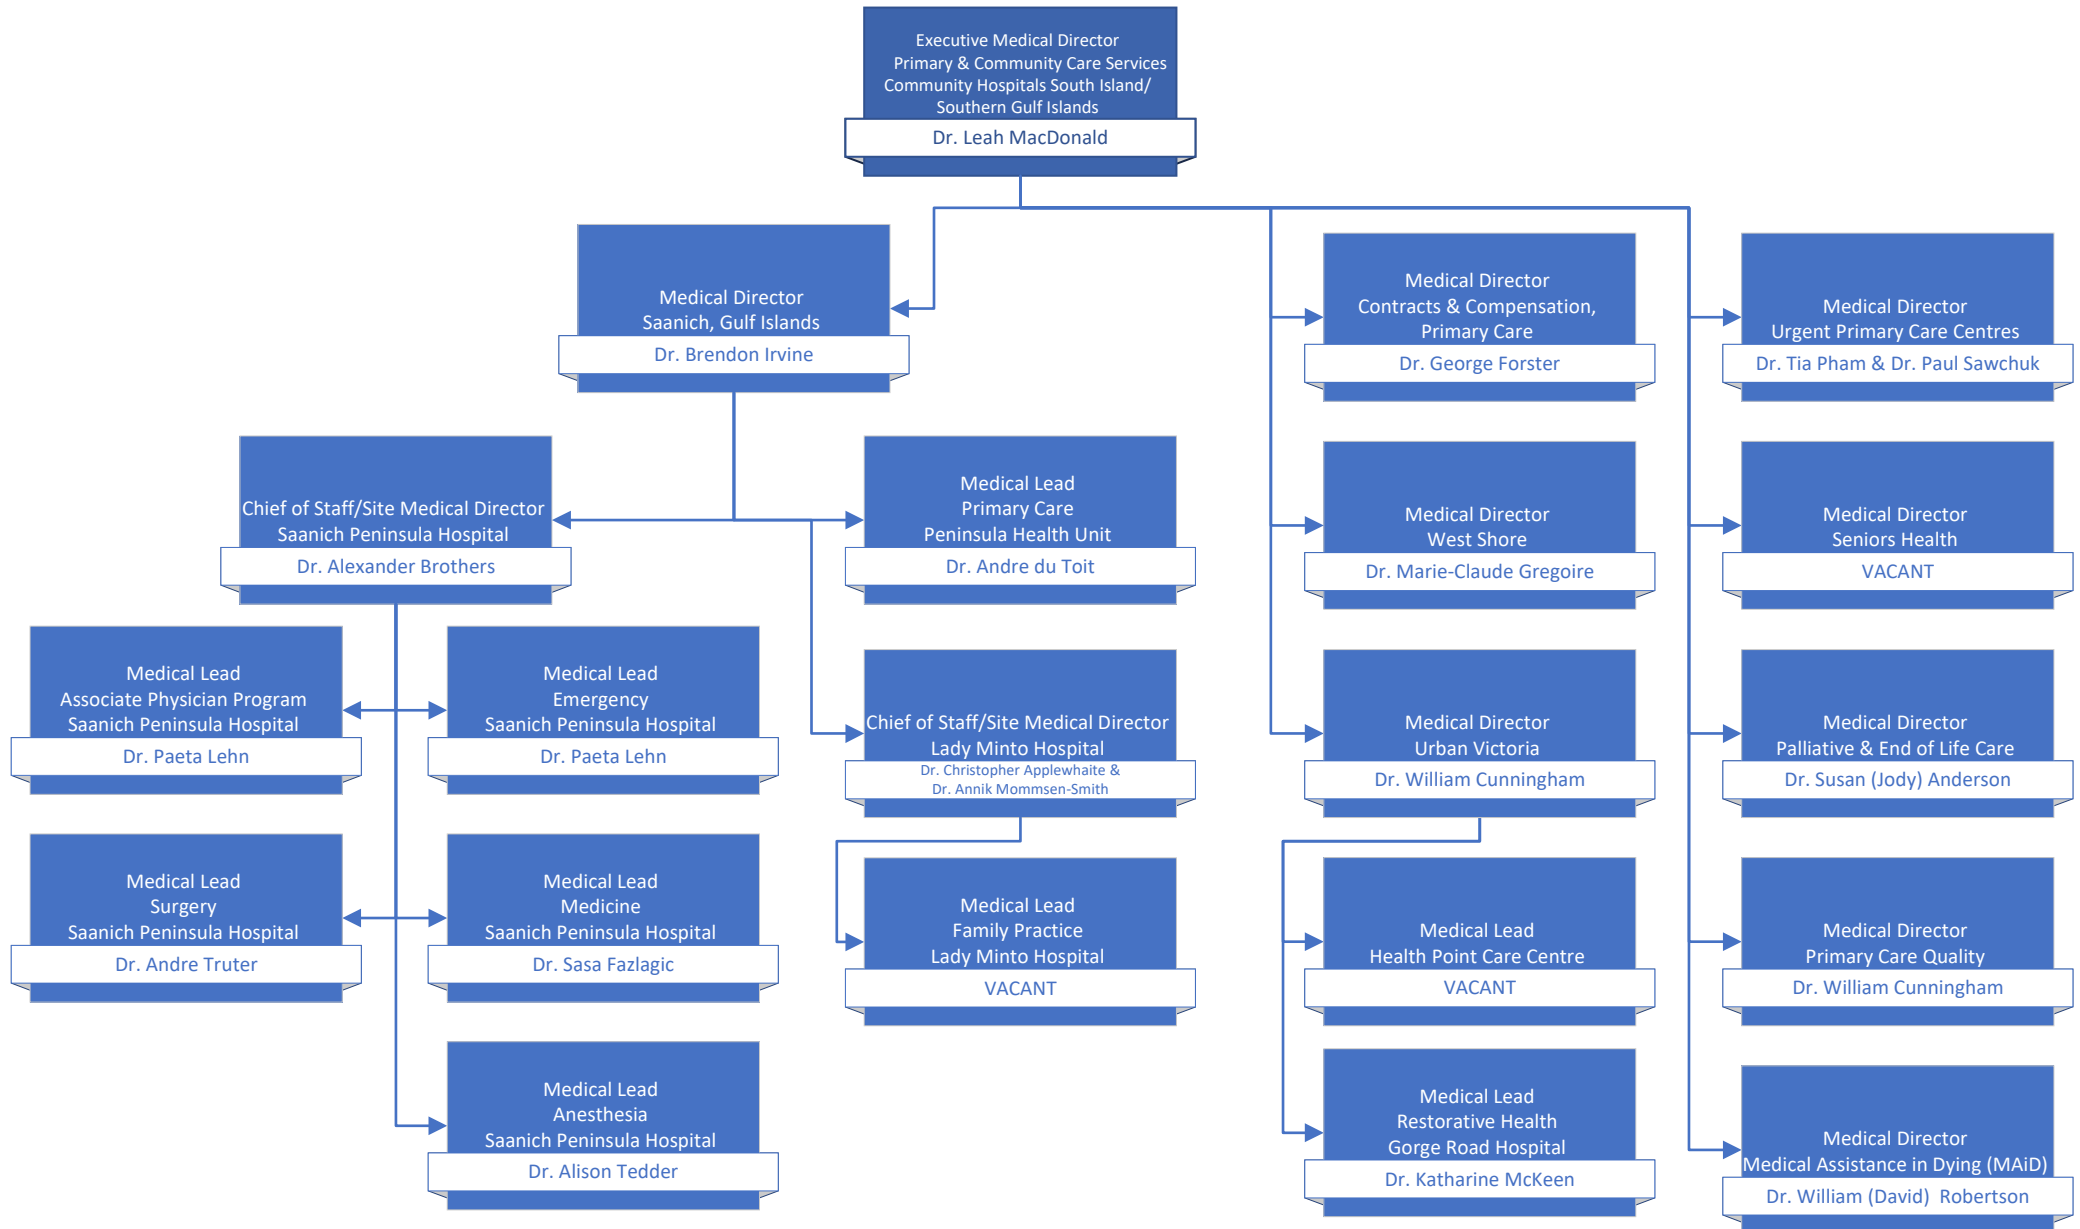 Executive Medical Director
Primary & Community Care Services
Community Hospitals South Island/
Southern Gulf Islands
Dr. Leah MacDonald
Medical Director
Saanich, Gulf Islands
Dr. Brendon Irvine
Medical Director
Contracts & Compensation,
Primary Care
Dr. George Forster
Medical Director
Urgent Primary Care Centres
Dr. Tia Pham & Dr. Paul Sawchuk
Chief of Staff/Site Medical Director
Saanich Peninsula Hospital
Dr. Alexander Brothers
Medical Lead
Primary Care
Peninsula Health Unit
Dr. Andre du Toit
Medical Director
West Shore
Dr. Marie-Claude Gregoire
Medical Director
Seniors Health
VACANT
Medical Lead
Associate Physician Program
Saanich Peninsula Hospital
Dr. Paeta Lehn
Medical Lead
Emergency
Saanich Peninsula Hospital
Dr. Paeta Lehn
Chief of Staff/Site Medical Director
Lady Minto Hospital
Dr. Christopher Applewhaite &
Dr. Annik Mommsen-Smith
Medical Director
Urban Victoria
Dr. William Cunningham
Medical Director
Palliative & End of Life Care
Dr. Susan (Jody) Anderson
Medical Lead
Surgery
Saanich Peninsula Hospital
Dr. Andre Truter
Medical Lead
Medicine
Saanich Peninsula Hospital
Dr. Sasa Fazlagic
Medical Lead
Family Practice
Lady Minto Hospital
VACANT
Medical Lead
Health Point Care Centre
VACANT
Medical Director
Primary Care Quality
Dr. William Cunningham
Medical Lead
Anesthesia
Saanich Peninsula Hospital
Dr. Alison Tedder
Medical Lead
Restorative Health
Gorge Road Hospital
Dr. Katharine McKeen
Medical Director
Medical Assistance in Dying (MAiD)
Dr. William (David) Robertson